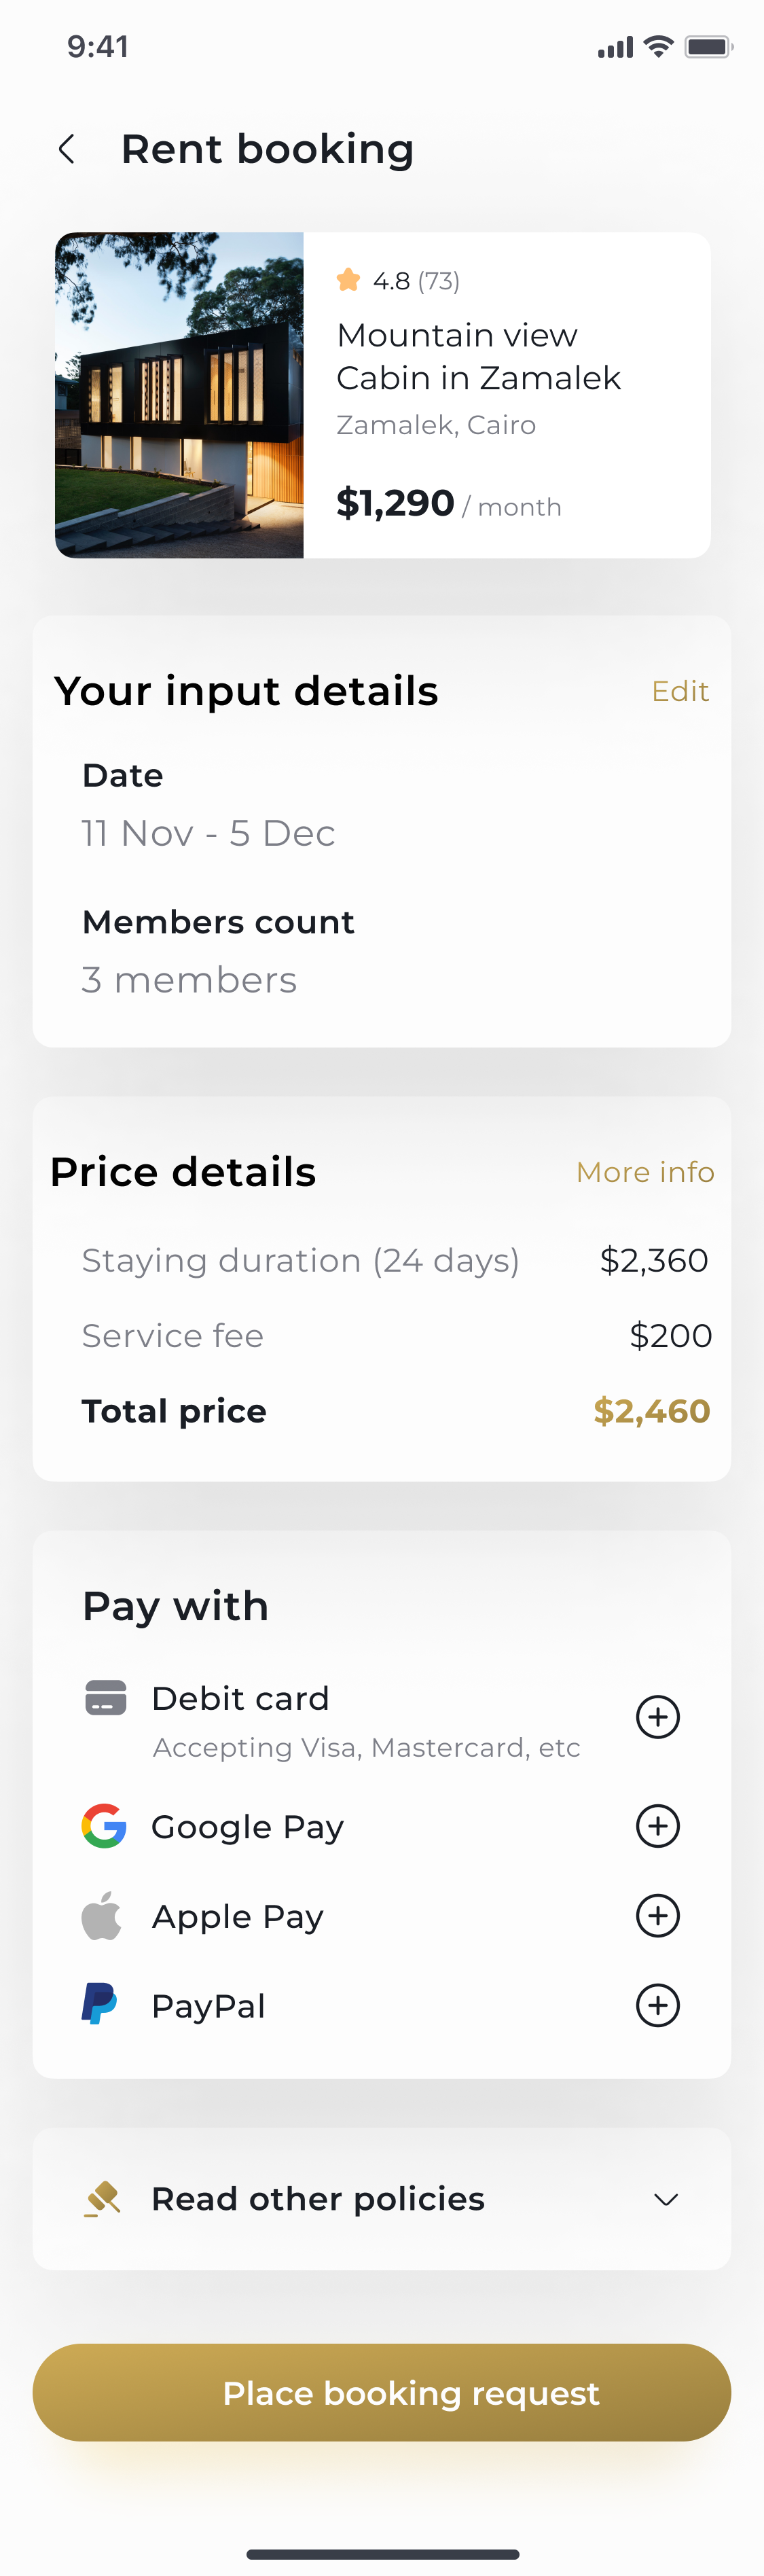 9:41
Rent booking
4.8 (73)
Mountain view
Cabin in Zamalek
Zamalek, Cairo
$1,290 / month
Your input details
Edit
Date
11 Nov - 5 Dec
Members count
3 members
Price details
More info
Staying duration (24 days)
$2,360
Service fee
$200
Total price
$2,460
Pay with
Debit card
Accepting Visa, Mastercard, etc
Google Pay
Apple Pay
PayPal
Read other policies
Place booking request